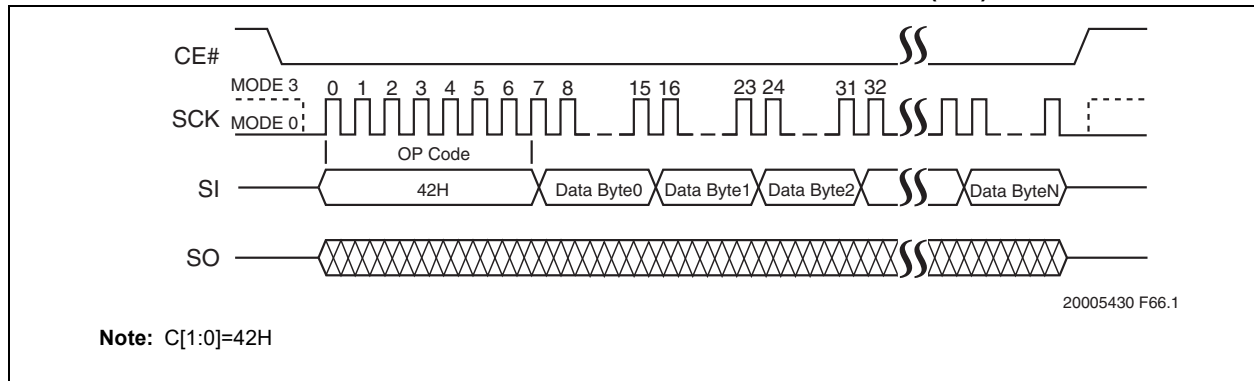 CE#
MODE 3 0 1 2 3 4 5 6 7 8 15 16 23 24 31 32
SCK MODE 0
OP Code
SI 42H Data Byte0 Data Byte1 Data Byte2 Data ByteN
SO
20005430 F66.1
Note: C[1:0]=42H